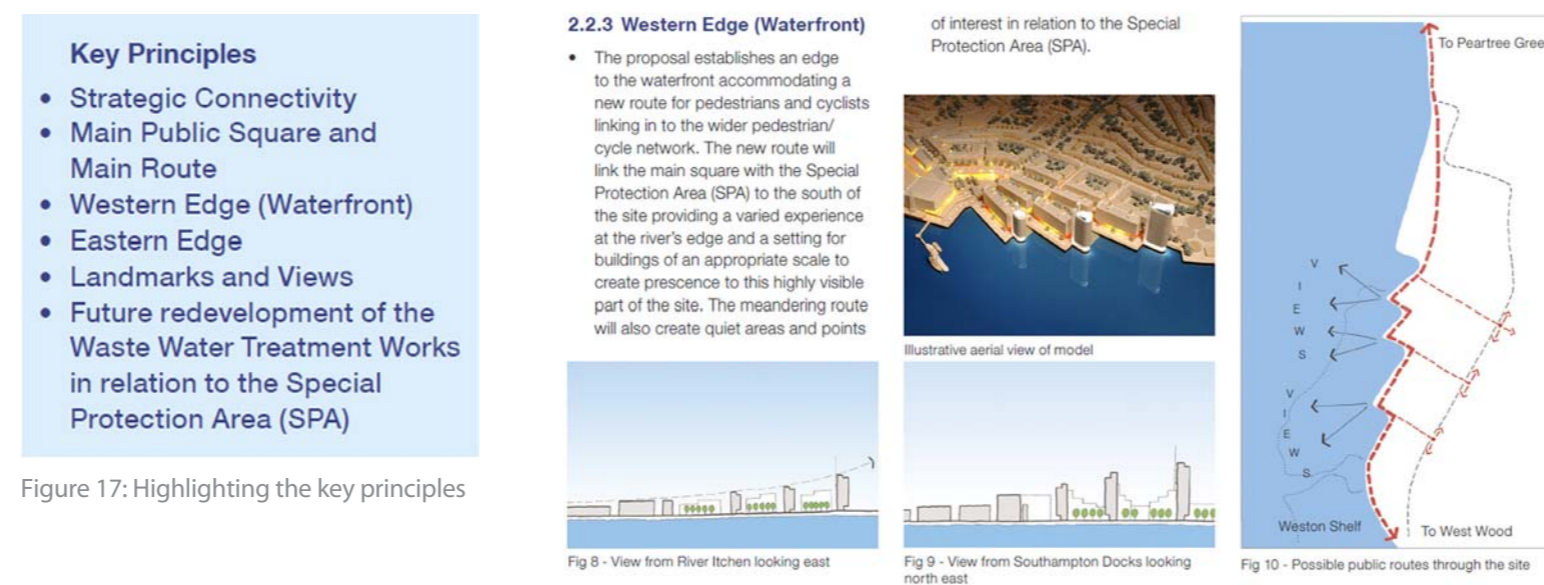 Key Principles
• Strategic Connectivity
• Main Public Square and
Main Route
• Western Edge (Waterfront)
• Eastern Edge
• Landmarks and Views
• Future redevelopment of the
Waste Water Treatment Works
in relation to the Special
Protection Area (SPA)
Figure 17: Highlighting the key principles
2.2.3 Western Edge (Waterfront)
• The proposal establishes an edge
to the waterfront accommodating a
new route for pedestrians and cyclists
linking in to the wider pedestrian/
cycle network. The new route will
link the main square with the Special
Protection Area (SPA) to the south of
the site providing a varied experience
at the river's edge and a setting for
buildings of an appropriate scale to
create prescence to this highly visible
part of the site. The meandering route
will also create quiet areas and points
of interest in relation to the Special
Protection Area (SPA).
Illustrative aerial view of model
Fig 8 - View from River Itchen looking east
Fig 9 - View from Southampton Docks looking
north east
To Peartree Gree
VIEWS
VIEWS
Weston Shelf
To West Wood
Fig 10 - Possible public routes through the site